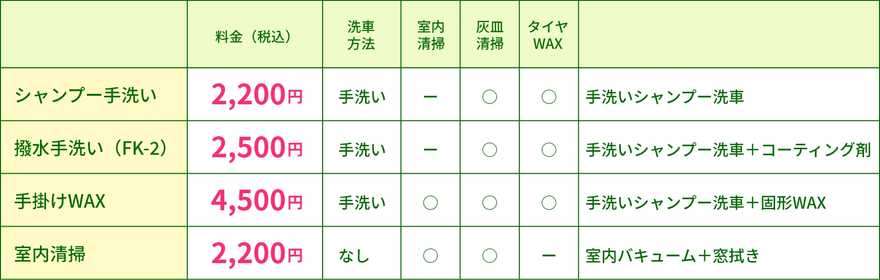 料金（税込） 洗車方法 室内清掃 灰皿清掃 タイヤWAX
シャンプー手洗い 2,200円 手洗い ー ○ ○ 手洗いシャンプー洗車
撥水手洗い（FK-2） 2,500円 手洗い ー ○ ○ 手洗いシャンプー洗車＋コーティング剤
手掛けWAX 4,500円 手洗い ○ ○ ○ 手洗いシャンプー洗車＋固形WAX
室内清掃 2,200円 なし ○ ○ ー 室内バキューム＋窓拭き